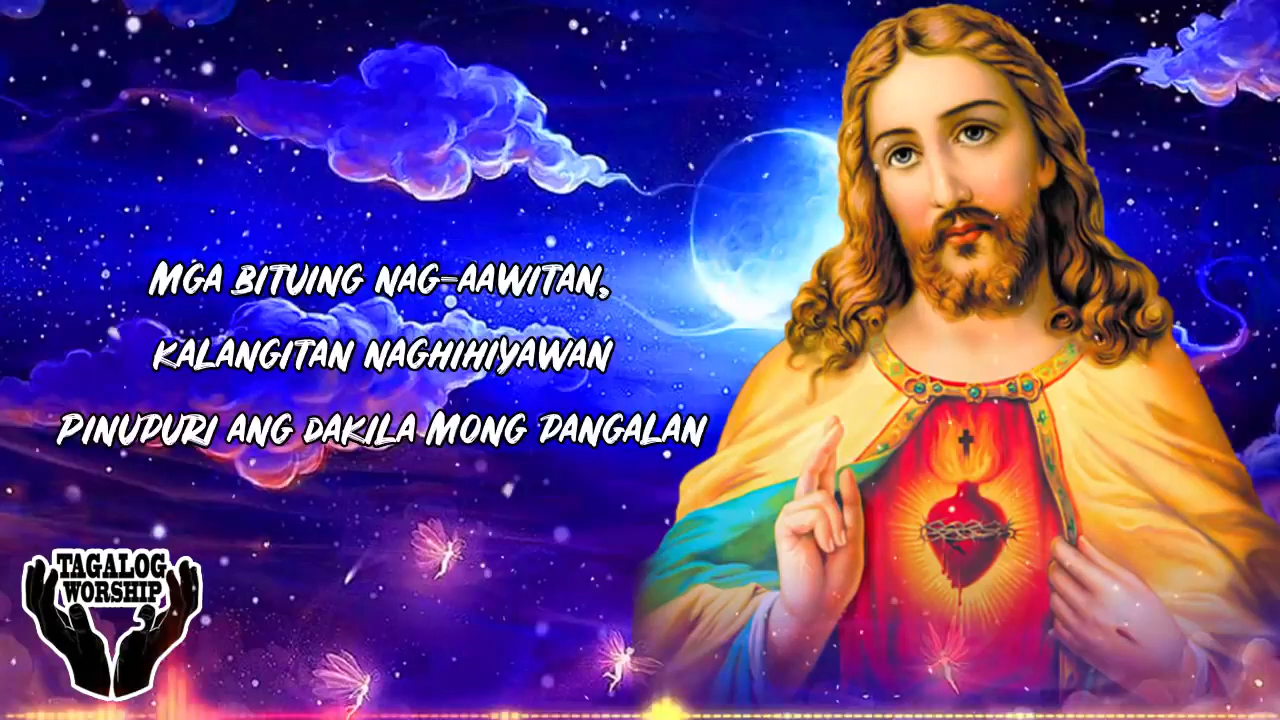 Mga bituing nag-aawitan,
kalangitan naghihiyawan
Pinupuri ang dakila Mong Pangalan
TAGALOG
WORSHIP